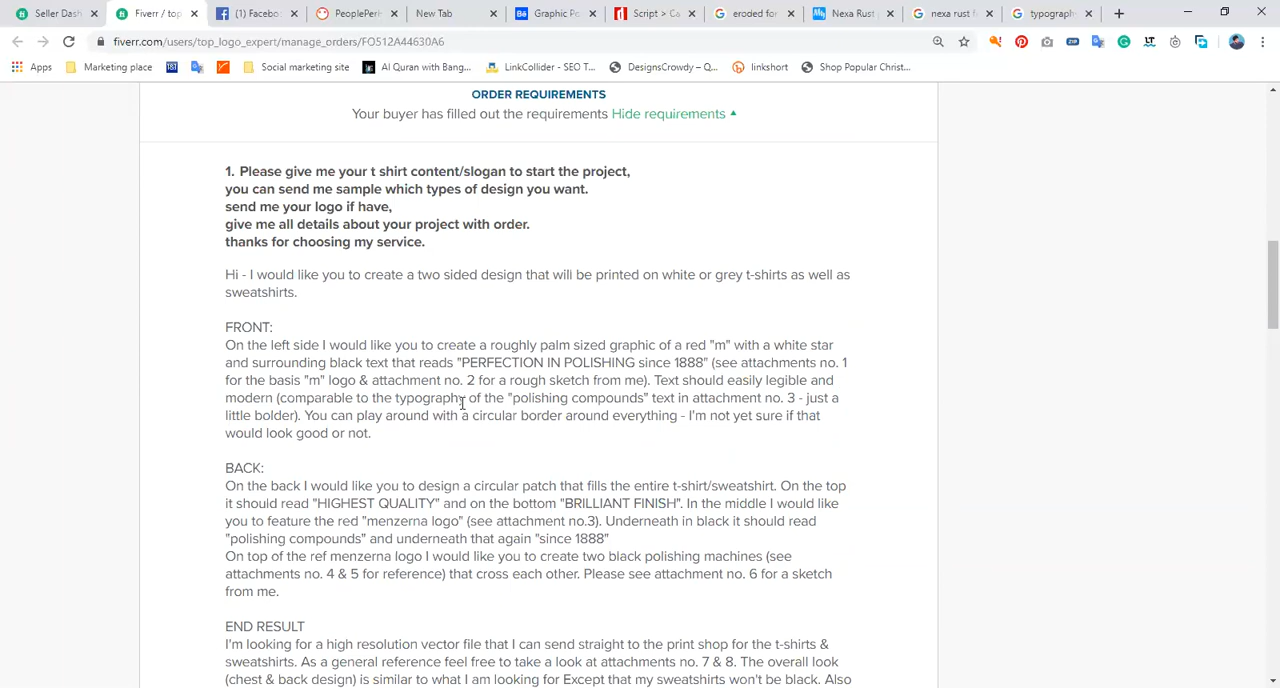 Seller Dash
Fiverr / top
(1) Faceboo
PeoplePerH
New Tab
Graphic Po
Script > Ca
eroded for
Nexa Rust
nexa rust f
typography
fiverr.com/users/top_logo_expert/manage_orders/FO512A44630A6
Apps
Marketing place
Social marketing site
Al Quran with Bang...
LinkCollider - SEO T...
DesignsCrowdy – Q...
linkshort
Shop Popular Christ...
ORDER REQUIREMENTS
Your buyer has filled out the requirements Hide requirements
1. Please give me your t shirt content/slogan to start the project,
you can send me sample which types of design you want.
send me your logo if have,
give me all details about your project with order.
thanks for choosing my service.
Hi - I would like you to create a two sided design that will be printed on white or grey t-shirts as well as
sweatshirts.
FRONT:
On the left side I would like you to create a roughly palm sized graphic of a red "m" with a white star
and surrounding black text that reads "PERFECTION IN POLISHING since 1888" (see attachments no. 1
for the basis "m" logo & attachment no. 2 for a rough sketch from me). Text should easily legible and
modern (comparable to the typography of the "polishing compounds" text in attachment no. 3 - just a
little bolder). You can play around with a circular border around everything - I'm not yet sure if that
would look good or not.
BACK:
On the back I would like you to design a circular patch that fills the entire t-shirt/sweatshirt. On the top
it should read "HIGHEST QUALITY" and on the bottom "BRILLIANT FINISH". In the middle I would like
you to feature the red "menzerna logo" (see attachment no.3). Underneath in black it should read
"polishing compounds" and underneath that again "since 1888"
On top of the ref menzerna logo I would like you to create two black polishing machines (see
attachments no. 4 & 5 for reference) that cross each other. Please see attachment no. 6 for a sketch
from me.
END RESULT
I'm looking for a high resolution vector file that I can send straight to the print shop for the t-shirts &
sweatshirts. As a general reference feel free to take a look at attachments no. 7 & 8. The overall look
(chest & back design) is similar to what I am looking for Except that my sweatshirts won't be black. Also